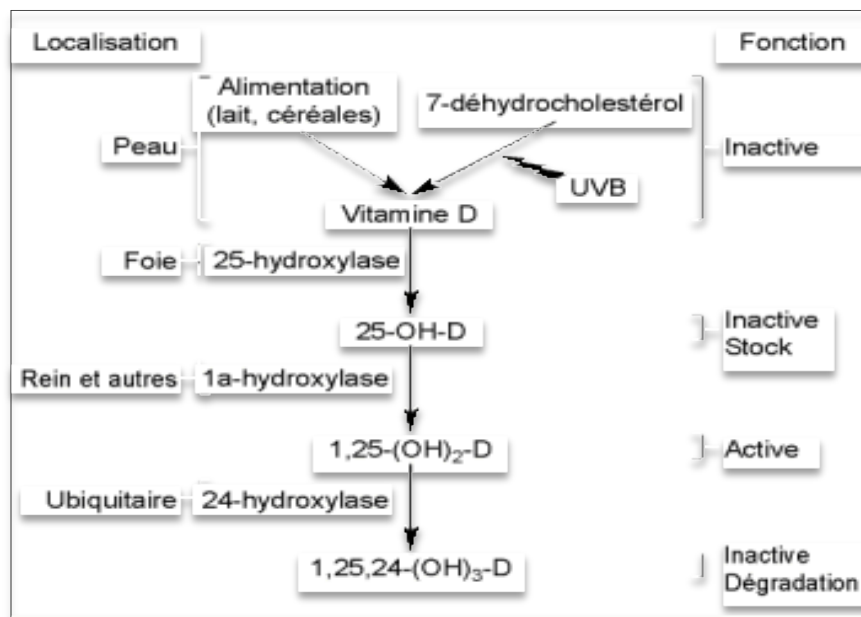 Localisation
Fonction
Alimentation
(lait, céréales)
7-déhydrocholestérol
Peau
Inactive
UVB
Vitamine D
Foie
25-hydroxylase
25-OH-D
Inactive
Stock
Rein et autres
1a-hydroxylase
1,25-(OH)₂-D
Active
Ubiquitaire
24-hydroxylase
1,25,24-(OH)₃-D
Inactive
Dégradation